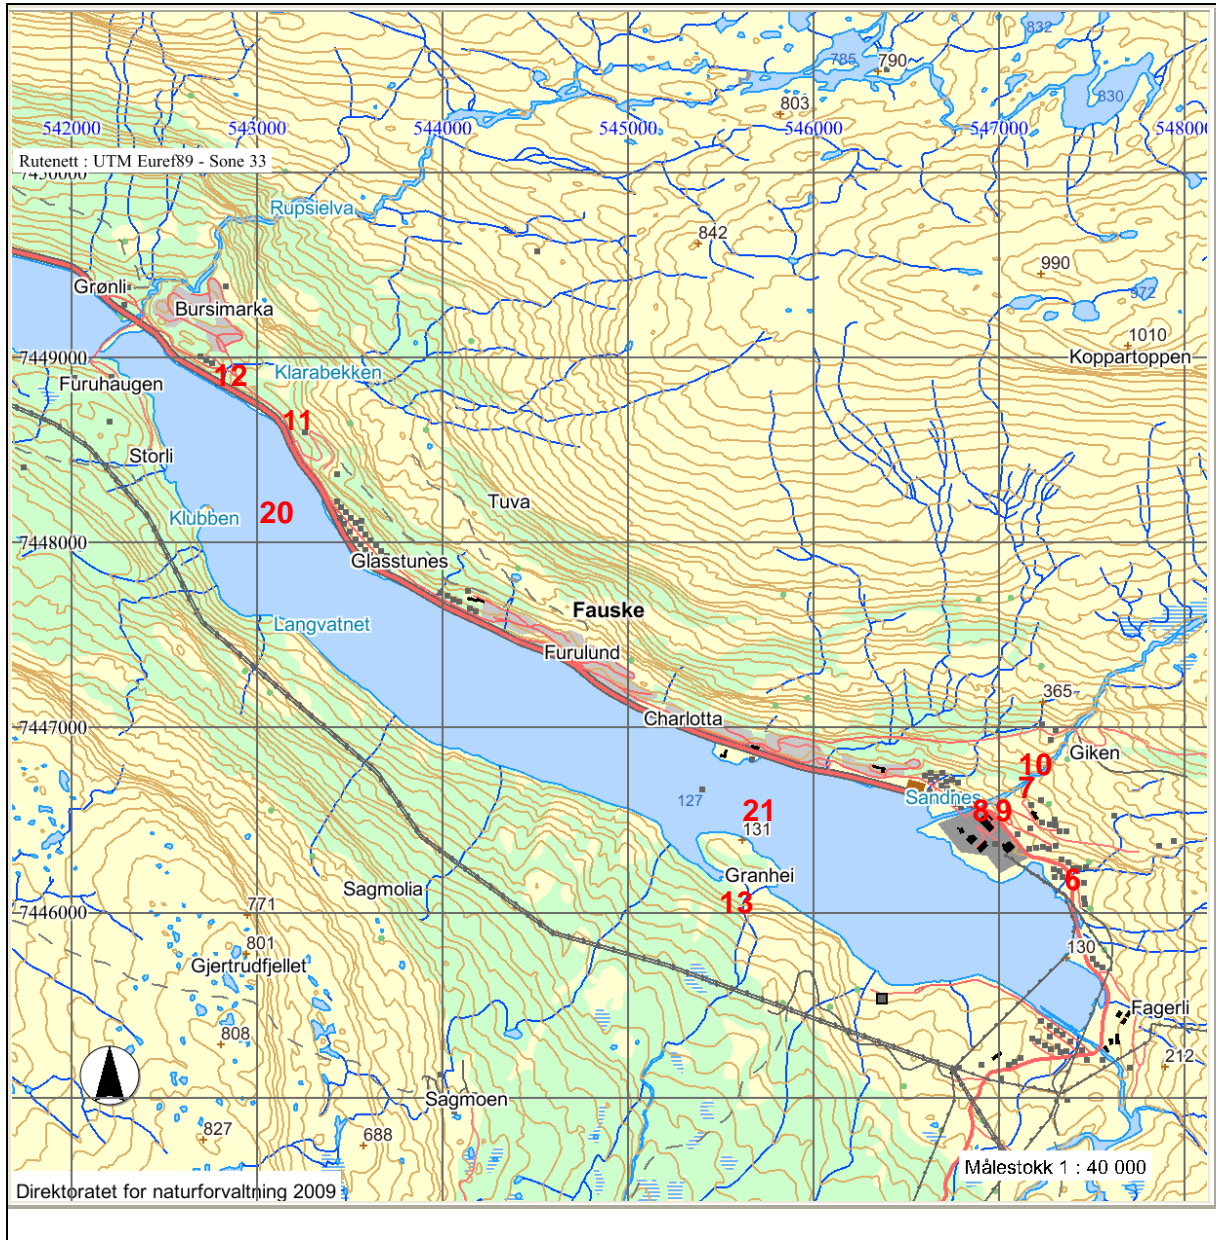 832
785
790
830
803
542000 543000 544000 545000 546000 547000 548000
Rutenett : UTM Euref89 - Sone 33
7450000
Rupsielva
842
990
Grønli
972
Bursimarka
1010
7449000
Koppartoppen
Klarabekken
12
Furuhaugen
11
Storli
Tuva
20
Klubben
7448000
Glasstunes
Fauske
Langvatnet
Furulund
365
Charlotta
7447000
Giken
10
7
Sandnes
127
21
8 9
131
Granhei
6
Sagmolia
13
771
7446000
801
130
Gjertrudfjellet
Fagerli
808
212
Sagmoen
827
688
Målestokk 1 : 40 000
Direktoratet for naturforvaltning 2009